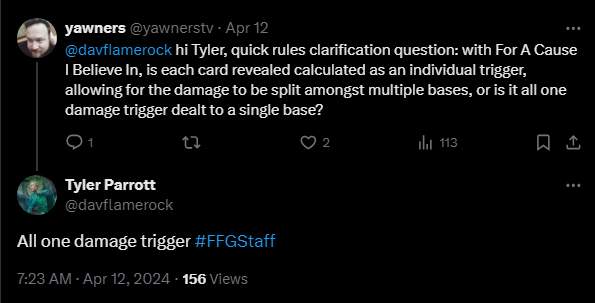 yawners @yawnerstv · Apr 12
@davflamerock hi Tyler, quick rules clarification question: with For A Cause
I Believe In, is each card revealed calculated as an individual trigger,
allowing for the damage to be split amongst multiple bases, or is it all one
damage trigger dealt to a single base?
1 2 113
Tyler Parrott
@davflamerock
All one damage trigger #FFGStaff
7:23 AM · Apr 12, 2024 · 156 Views